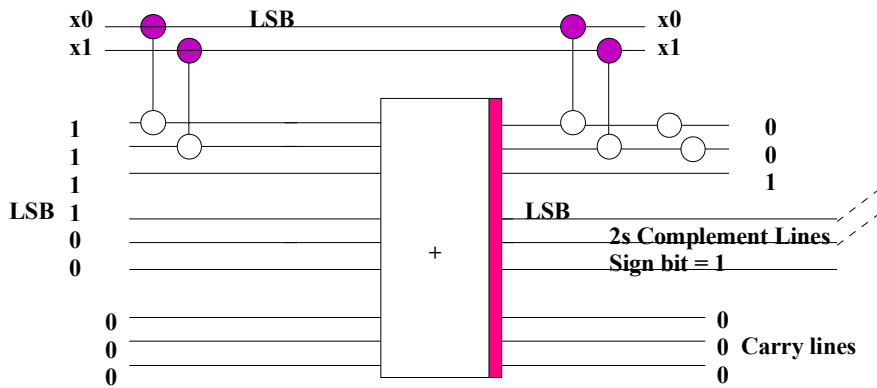 x0 LSB x0
x1 x1
1 0
1 0
1 1
LSB 1 LSB
0 2s Complement Lines
0 Sign bit = 1
+
0 0
0 0 Carry lines
0 0